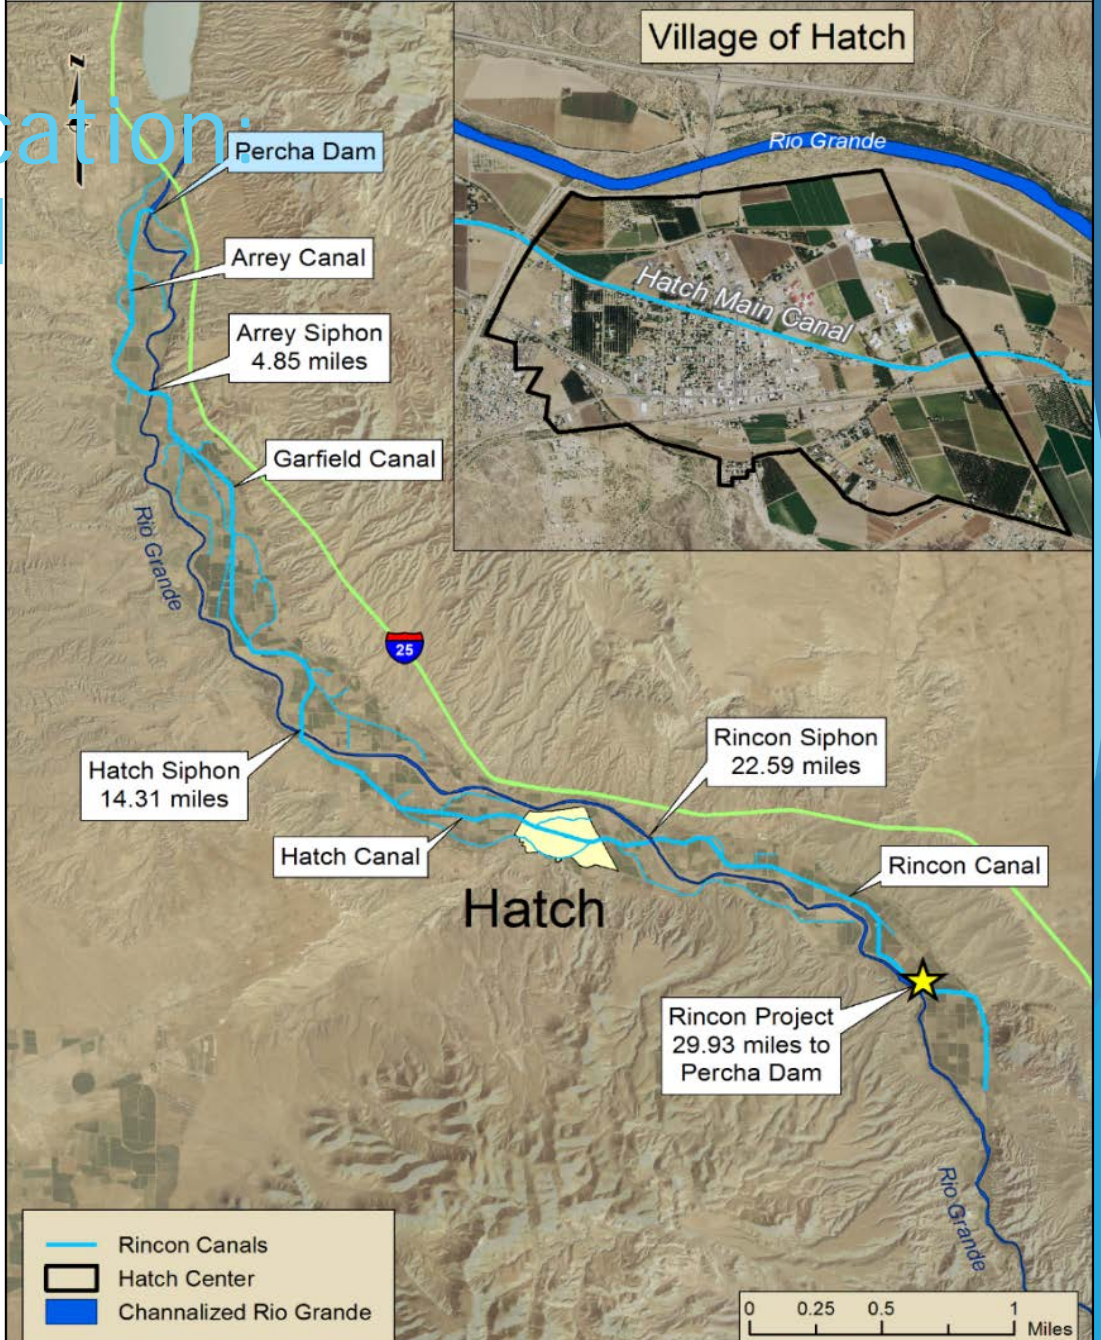 cation:
N
Percha Dam
Arrey Canal
Arrey Siphon
4.85 miles
Garfield Canal
Rio Grande
25
Hatch Siphon
14.31 miles
Hatch Canal
Hatch
Rincon Siphon
22.59 miles
Rincon Canal
Rincon Project
29.93 miles to
Percha Dam
Rio Grande
Village of Hatch
Rio Grande
Hatch Main Canal
Rincon Canals
Hatch Center
Channalized Rio Grande
0 0.25 0.5 1
Miles